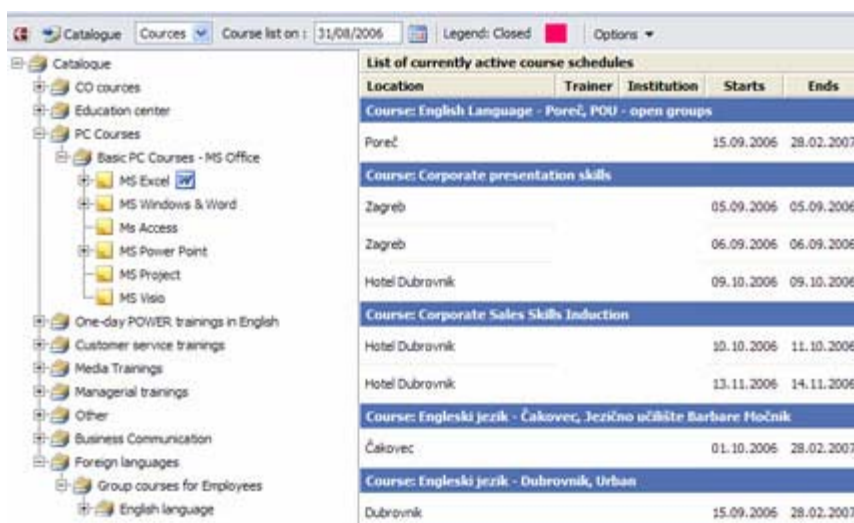 Catalogue Cources Course list on : 31/08/2006 Legend: Closed Options
Catalogue
CO cources
Education center
PC Courses
Basic PC Courses - MS Office
MS Excel
MS Windows & Word
Ms Access
MS Power Point
MS Project
MS Visio
One-day POWER trainings in English
Customer service trainings
Media Trainings
Managerial trainings
Other
Business Communication
Foreign languages
Group courses for Employees
English language
List of currently active course schedules
Location Trainer Institution Starts Ends
Course: English Language - Poreč, POU - open groups
Poreč 15.09.2006 28.02.2007
Course: Corporate presentation skills
Zagreb 05.09.2006 05.09.2006
Zagreb 06.09.2006 06.09.2006
Hotel Dubrovnik 09.10.2006 09.10.2006
Course: Corporate Sales Skills Induction
Hotel Dubrovnik 10.10.2006 11.10.2006
Hotel Dubrovnik 13.11.2006 14.11.2006
Course: Engleski jezik - Čakovec, Jezično učilište Barbare Močnik
Čakovec 01.10.2006 28.02.2007
Course: Engleski jezik - Dubrovnik, Urban
Dubrovnik 15.09.2006 28.02.2007